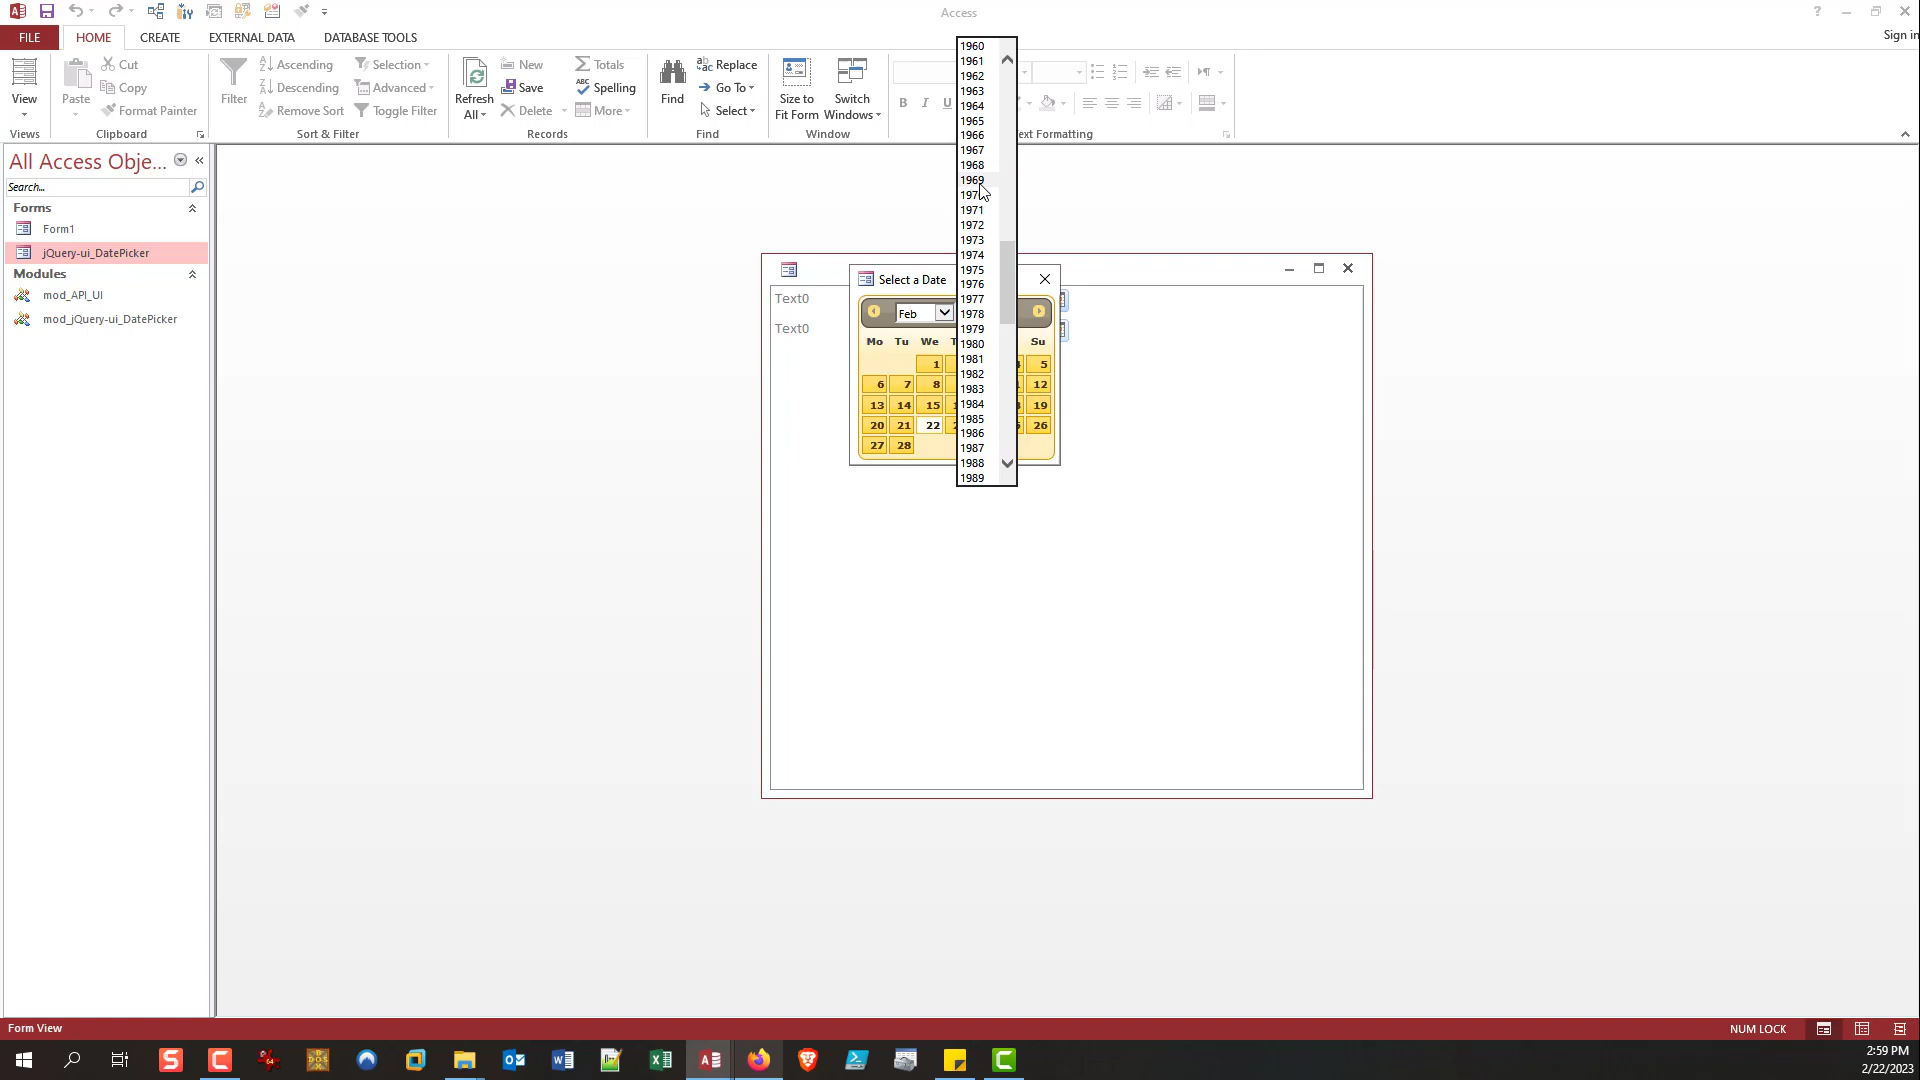 Access
Sign in
FILE
HOME
CREATE
EXTERNAL DATA
DATABASE TOOLS
View
Views
Paste
Cut
Copy
Format Painter
Clipboard
Filter
Ascending
Descending
Remove Sort
Selection
Advanced
Toggle Filter
Sort & Filter
Refresh
All
New
Save
Delete
Totals
Spelling
More
Records
Find
Replace
Go To
Select
Find
Size to
Fit Form
Switch
Windows
Window
B I U
All Access Obje...
Search...
Forms
Form1
jQuery-ui_DatePicker
Modules
mod_API_UI
mod_jQuery-ui_DatePicker
Text0
Text0
Select a Date
Feb
Mo Tu We Su
1 5
6 7 8 12
13 14 15 19
20 21 22 26
27 28
1960
1961
1962
1963
1964
1965
1966
1967
1968
1969
1971
1972
1973
1974
1975
1976
1977
1978
1979
1980
1981
1982
1983
1984
1985
1986
1987
1988
1989
Form View
NUM LOCK
2:59 PM
2/22/2023